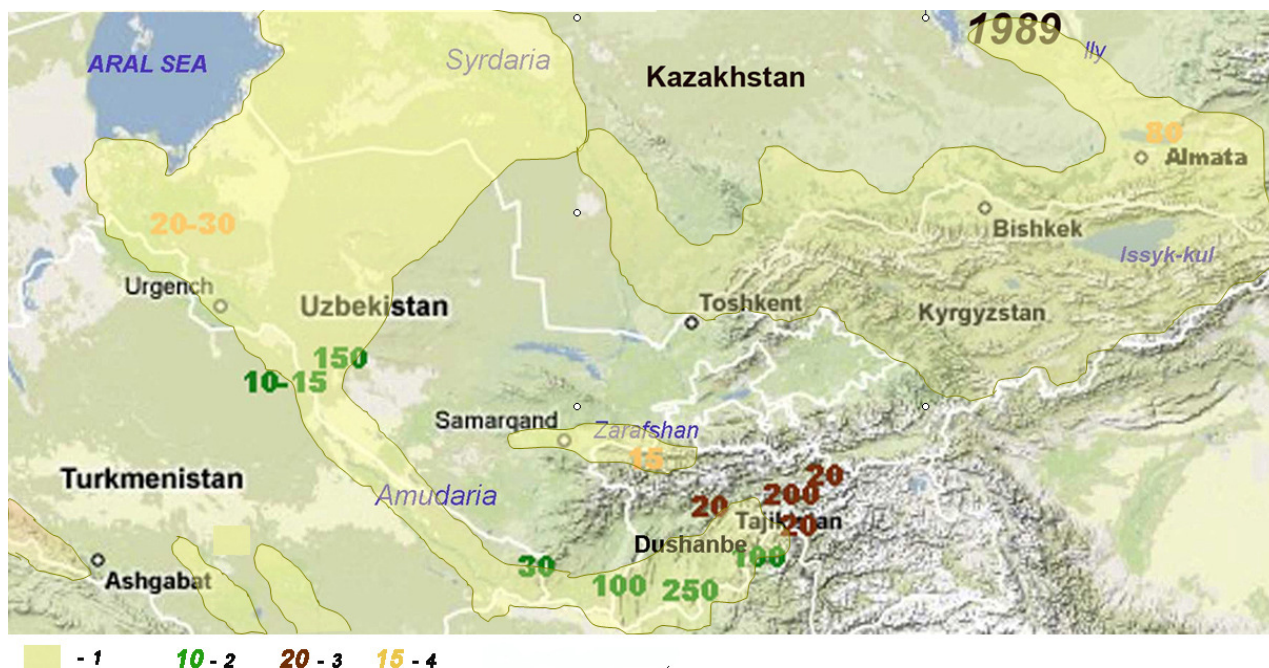 1989
ARAL SEA
Syrdaria
Kazakhstan
Ily
80
Almata
20-30
Bishkek
Issyk-kul
Urgench
Uzbekistan
Toshkent
Kyrgyzstan
150
10-15
Samarqand
Zarafshan
15
Turkmenistan
Amudaria
20
200
20
Tajikistan
20
Dushanbe
100
30
100
250
Ashgabat
- 1
10 - 2
20 - 3
15 - 4